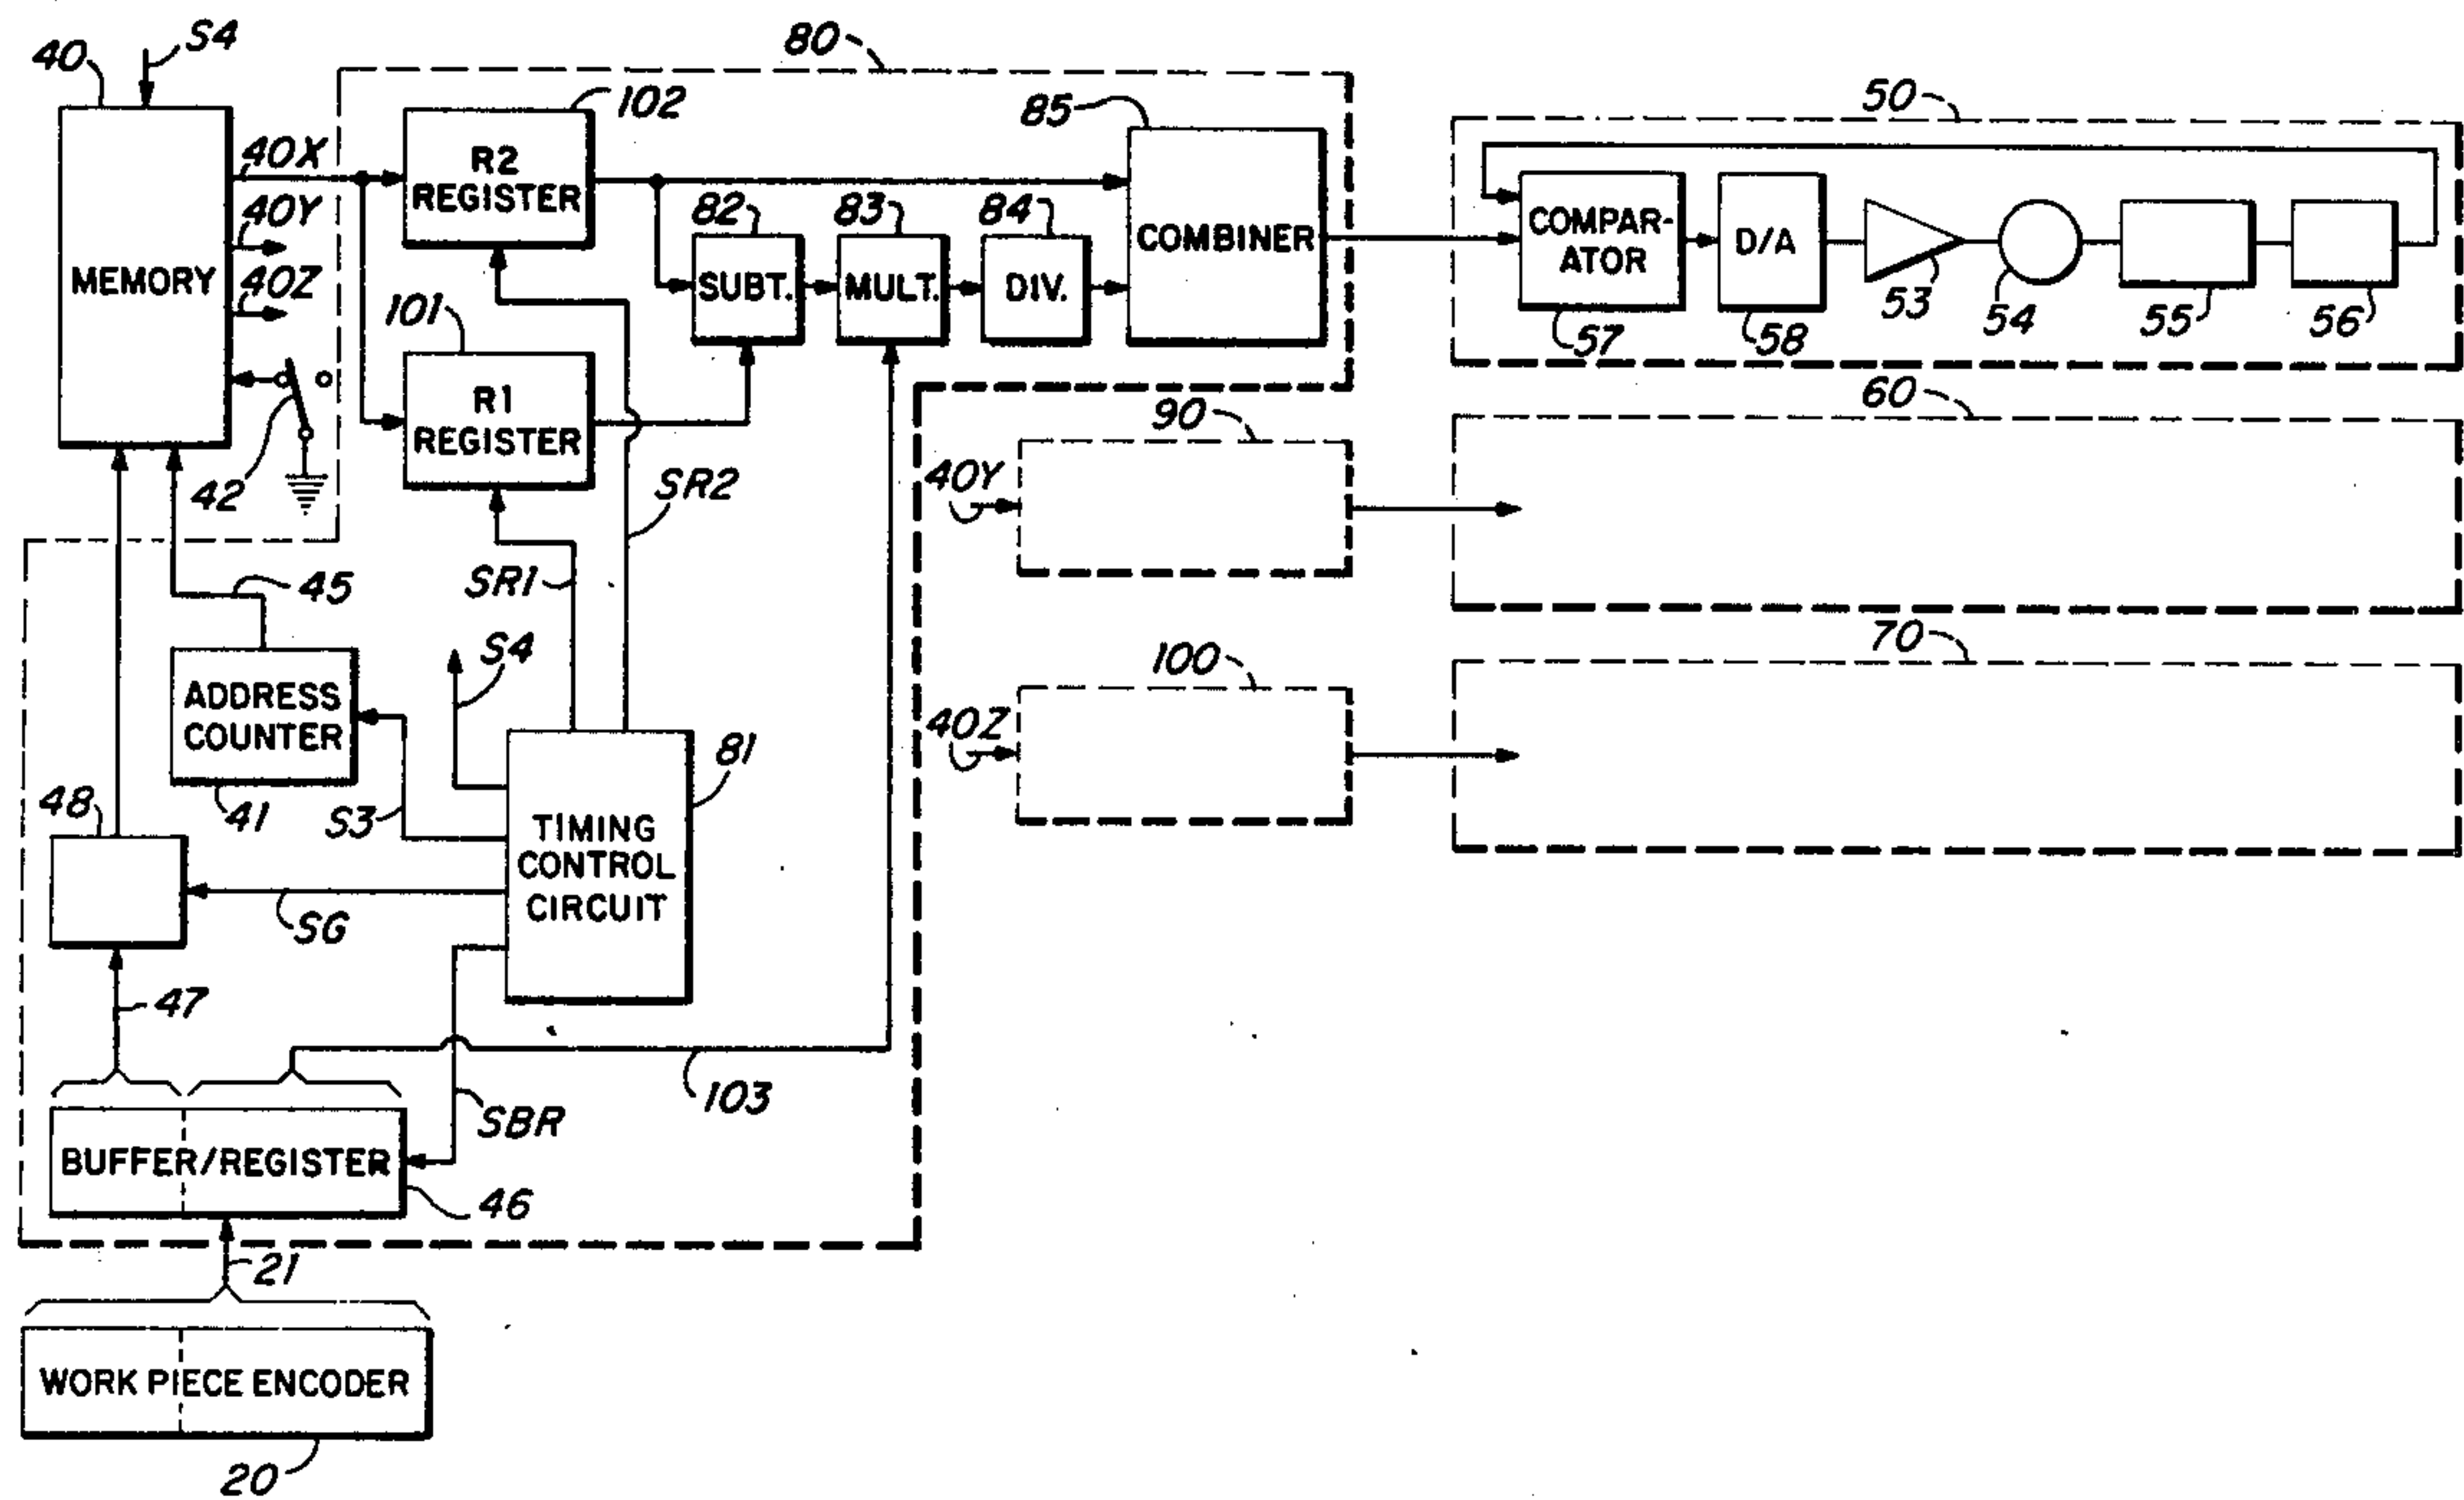 S4
40
80
102
85
50
40X
R2
REGISTER
40Y
82
83
84
COMBINER
COMPAR-
ATOR
D/A
MEMORY
40Z
SUBT.
MULT.
DIV.
101
57
58
53
54
55
56
R1
REGISTER
90
60
42
SR2
40Y
SR1
45
S4
100
70
ADDRESS
COUNTER
40Z
81
48
41
S3
TIMING
CONTROL
CIRCUIT
SG
47
103
SBR
BUFFER/REGISTER
46
21
WORK PIECE ENCODER
20